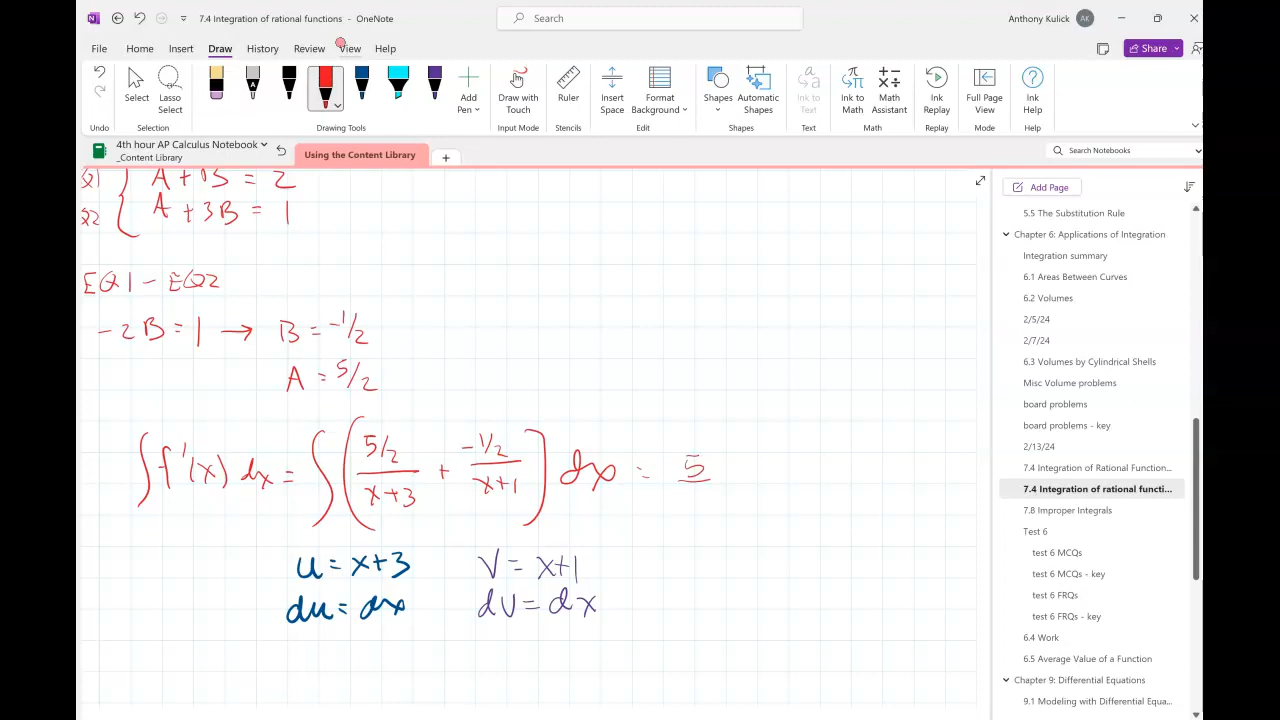 7.4 Integration of rational functions - OneNote
Search
Anthony Kulick
AK
File Home Insert Draw History Review View Help
Share
Select
Lasso Select
Add Pen
Draw with Touch
Ruler
Insert Space
Format Background
Shapes
Automatic Shapes
Ink to Text
Ink to Math
Math Assistant
Ink Replay
Full Page View
Ink Help
Undo
Selection
Drawing Tools
Input Mode
Stencils
Edit
Shapes
Text
Math
Replay
Mode
Help
4th hour AP Calculus Notebook
_Content Library
Using the Content Library
Search Notebooks
Add Page
A + B = 2
A + 3B = 1
EQ1 - EQ2
-2B = 1 → B = -1/2
A = 5/2
∫ f'(x) dx = ∫ ( (5/2)/(x+3) + (-1/2)/(x+1) ) dx = 5
u = x+3 v = x+1
du = dx dv = dx
5.5 The Substitution Rule
Chapter 6: Applications of Integration
Integration summary
6.1 Areas Between Curves
6.2 Volumes
2/5/24
2/7/24
6.3 Volumes by Cylindrical Shells
Misc Volume problems
board problems
board problems - key
2/13/24
7.4 Integration of Rational Function...
7.4 Integration of rational functi...
7.8 Improper Integrals
Test 6
test 6 MCQs
test 6 MCQs - key
test 6 FRQs
test 6 FRQs - key
6.4 Work
6.5 Average Value of a Function
Chapter 9: Differential Equations
9.1 Modeling with Differential Equa...